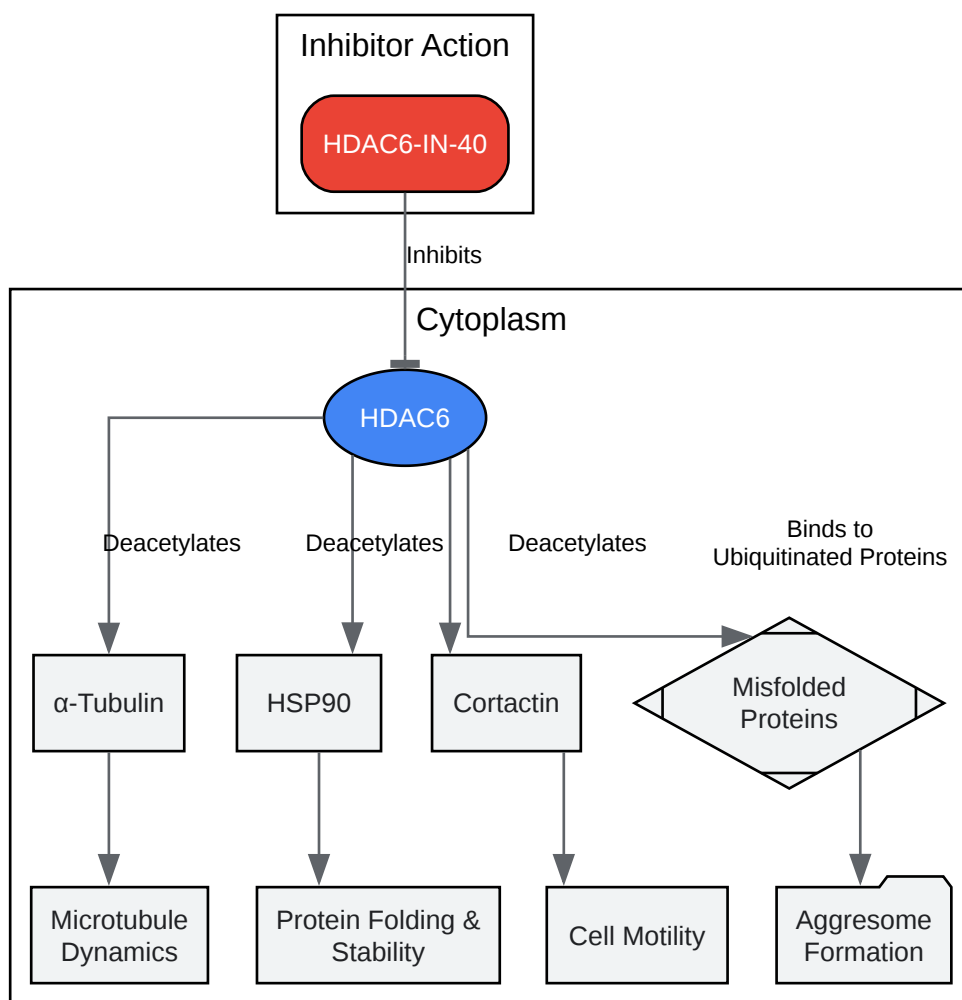 Inhibitor Action
HDAC6-IN-40
Inhibits
Cytoplasm
HDAC6
Deacetylates
Deacetylates
Deacetylates
Binds to
Ubiquitinated Proteins
α-Tubulin
HSP90
Cortactin
Misfolded
Proteins
Microtubule
Dynamics
Protein Folding &
Stability
Cell Motility
Aggresome
Formation